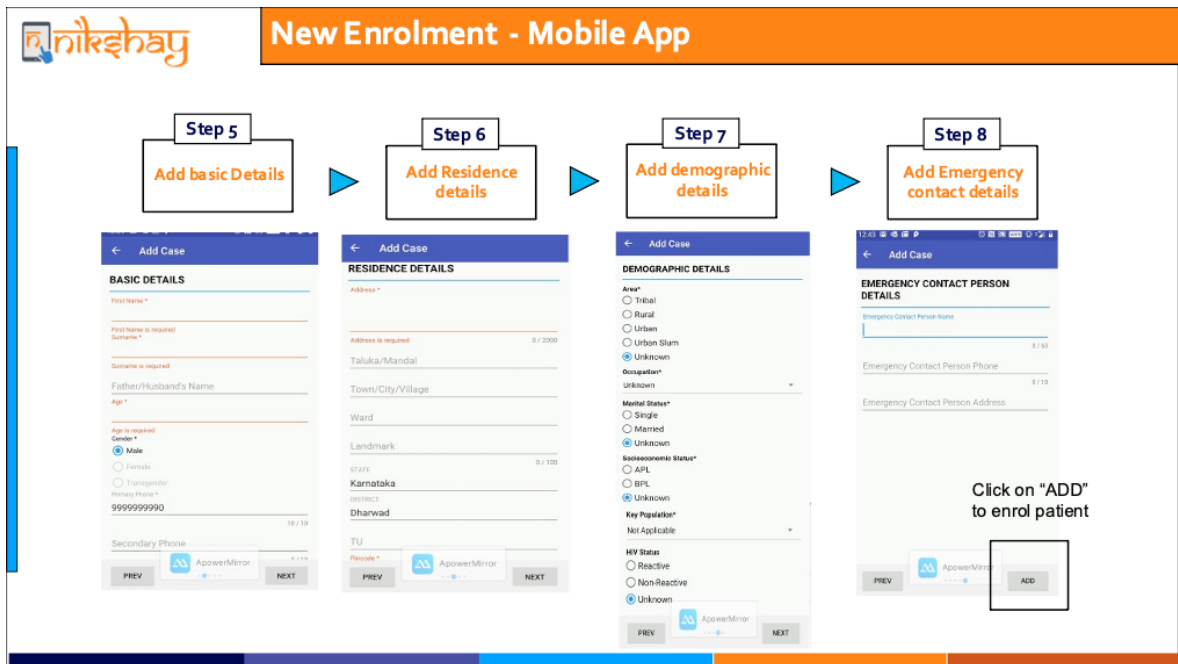 nikshay
New Enrolment - Mobile App
Step 5
Add basic Details
Step 6
Add Residence
details
Step 7
Add demographic
details
Step 8
Add Emergency
contact details
← Add Case
BASIC DETAILS
First Name *
First Name is required
Surname *
Surname is required
Father/Husband's Name
Age *
Age is required
Gender *
Male
Female
Transgender
Primary Phone *
9999999990
10 / 10
Secondary Phone
ApowerMirror
PREV
NEXT
← Add Case
RESIDENCE DETAILS
Address *
Address is required
0 / 2000
Taluka/Mandal
Town/City/Village
Ward
Landmark
0 / 100
STATE
Karnataka
DISTRICT
Dharwad
TU
Pincode *
ApowerMirror
PREV
NEXT
← Add Case
DEMOGRAPHIC DETAILS
Area*
Tribal
Rural
Urban
Urban Slum
Unknown
Occupation*
Unknown
Marital Status*
Single
Married
Unknown
Socioeconomic Status*
APL
BPL
Unknown
Key Population*
Not Applicable
HIV Status
Reactive
Non-Reactive
Unknown
ApowerMirror
PREV
NEXT
12:43
← Add Case
EMERGENCY CONTACT PERSON
DETAILS
Emergency Contact Person Name
0 / 50
Emergency Contact Person Phone
0 / 10
Emergency Contact Person Address
Click on “ADD”
to enrol patient
ApowerMirror
PREV
ADD